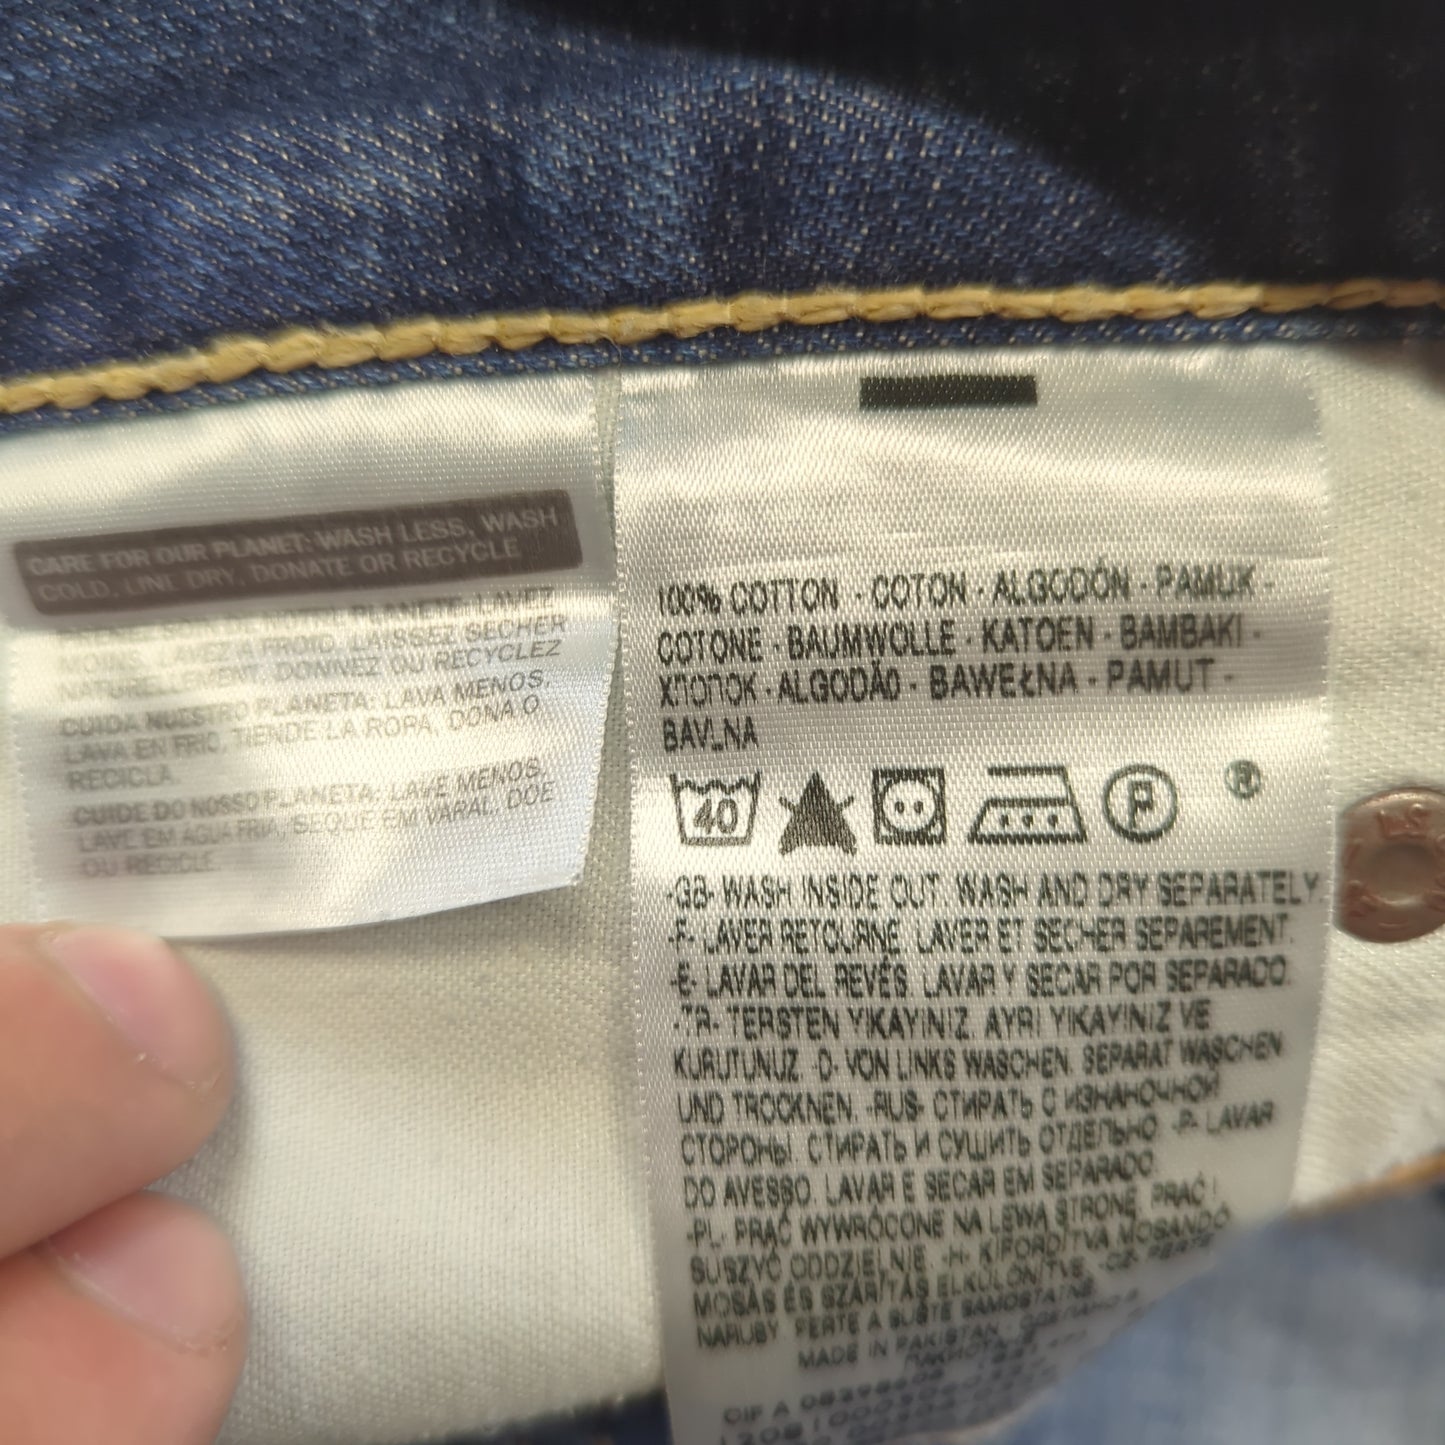 CARE FOR OUR PLANET: WASH LESS, WASH
COLD, LINE DRY, DONATE OR RECYCLE
NOTRE PLANETE: LAVEZ
MOINS, LAVEZ A FROID, LAISSEZ SECHER
NATURELLEMENT, DONNEZ OU RECYCLEZ
CUIDA NUESTRO PLANETA: LAVA MENOS,
LAVA EN FRIO, TIENDE LA ROPA, DONA O
RECICLA.
CUIDE DO NOSSO PLANETA: LAVE MENOS,
LAVE EM AGUA FRIA, SEQUE EM VARAL, DOE
OU RECICLE.
100% COTTON - COTON - ALGODÓN - PAMUK -
COTONE - BAUMWOLLE - KATOEN - BAMBAKI -
ХЛОПОК - ALGODÃO - BAWEŁNA - PAMUT -
BAVLNA
40 P ®
-GB- WASH INSIDE OUT. WASH AND DRY SEPARATELY.
-F- LAVER RETOURNÉ. LAVER ET SECHER SEPAREMENT.
-E- LAVAR DEL REVÉS. LAVAR Y SECAR POR SEPARADO.
-TR- TERSTEN YIKAYINIZ. AYRI YIKAYINIZ VE
KURUTUNUZ. -D- VON LINKS WASCHEN. SEPARAT WASCHEN
UND TROCKNEN. -RUS- СТИРАТЬ С ИЗНАНОЧНОЙ
СТОРОНЫ. СТИРАТЬ И СУШИТЬ ОТДЕЛЬНО -P- LAVAR
DO AVESSO. LAVAR E SECAR EM SEPARADO.
-PL- PRAĆ WYWRÓCONE NA LEWĄ STRONĘ. PRAĆ I
SUSZYĆ ODDZIELNIE. -H- KIFORDÍTVA MOSANDÓ
MOSÁS ÉS SZÁRÍTÁS ELKÜLÖNÍTVE. -CZ- PERTE
NARUBY. PERTE A SUŠTE SAMOSTATNĚ.
MADE IN PAKISTAN
CIF A